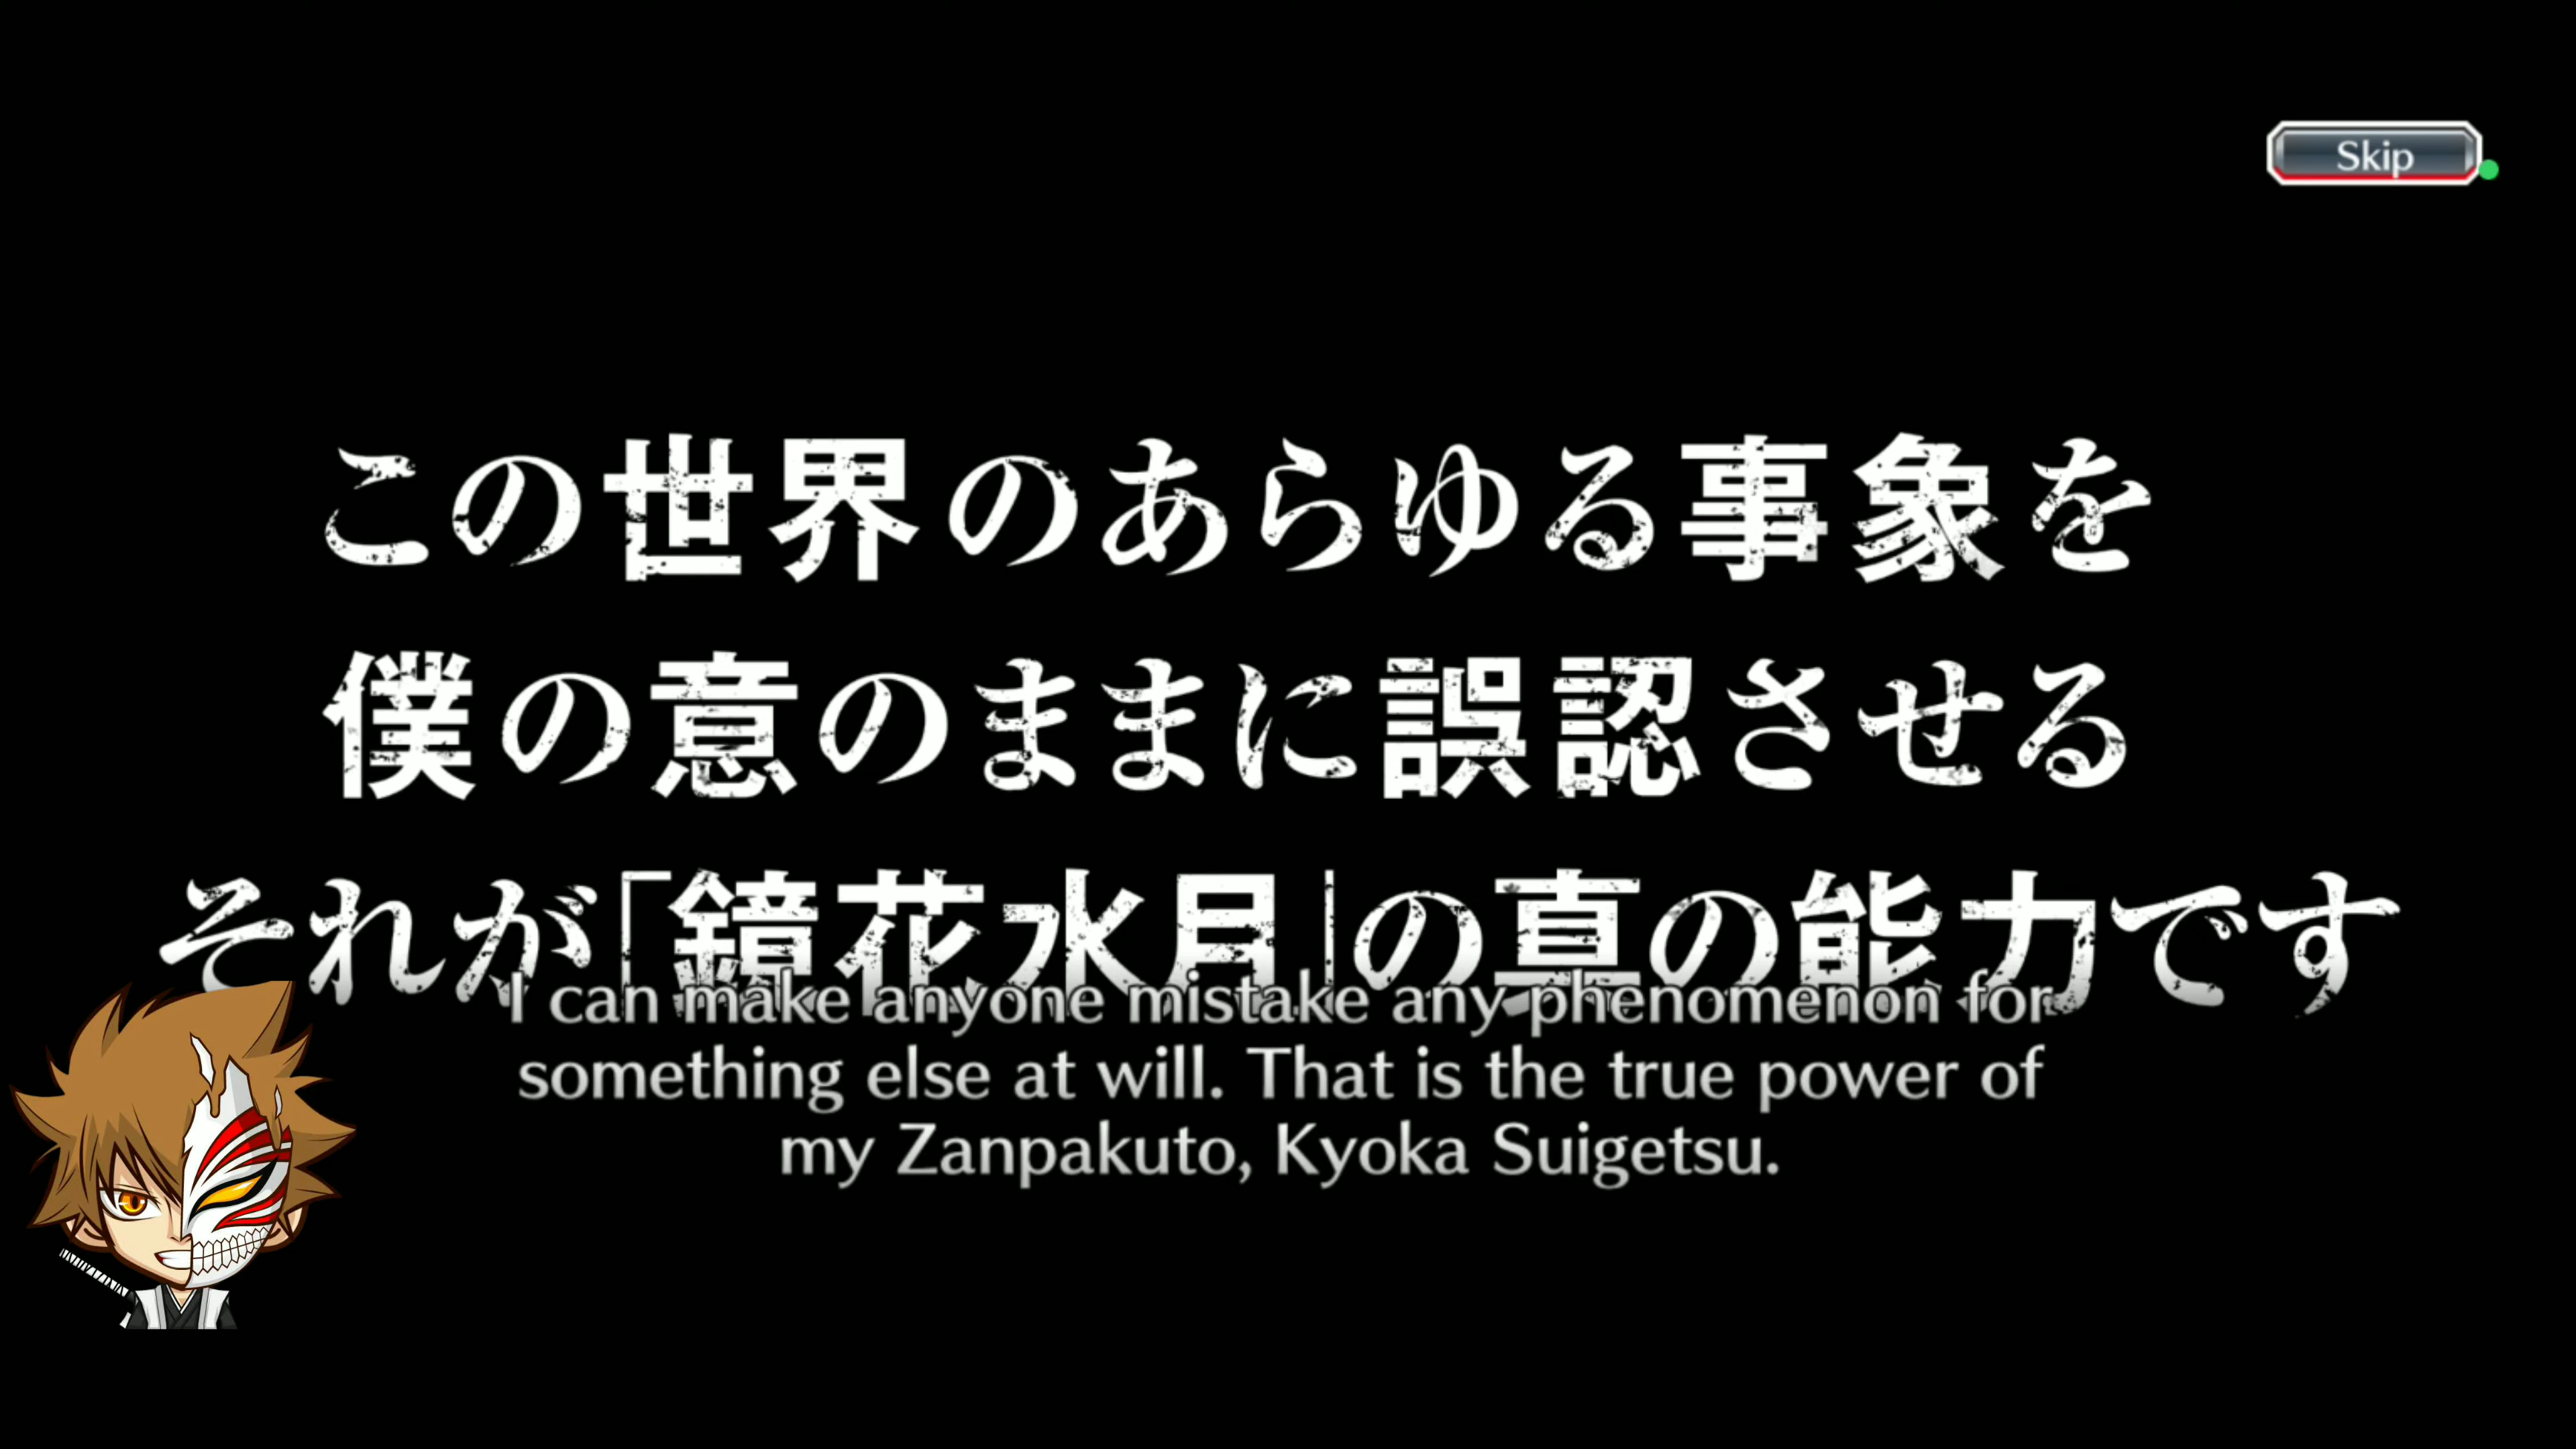 Skip
この世界のあらゆる事象を
僕の意のままに誤認させる
それが「鏡花水月」の真の能力です
I can make anyone mistake any phenomenon for
something else at will. That is the true power of
my Zanpakuto, Kyoka Suigetsu.